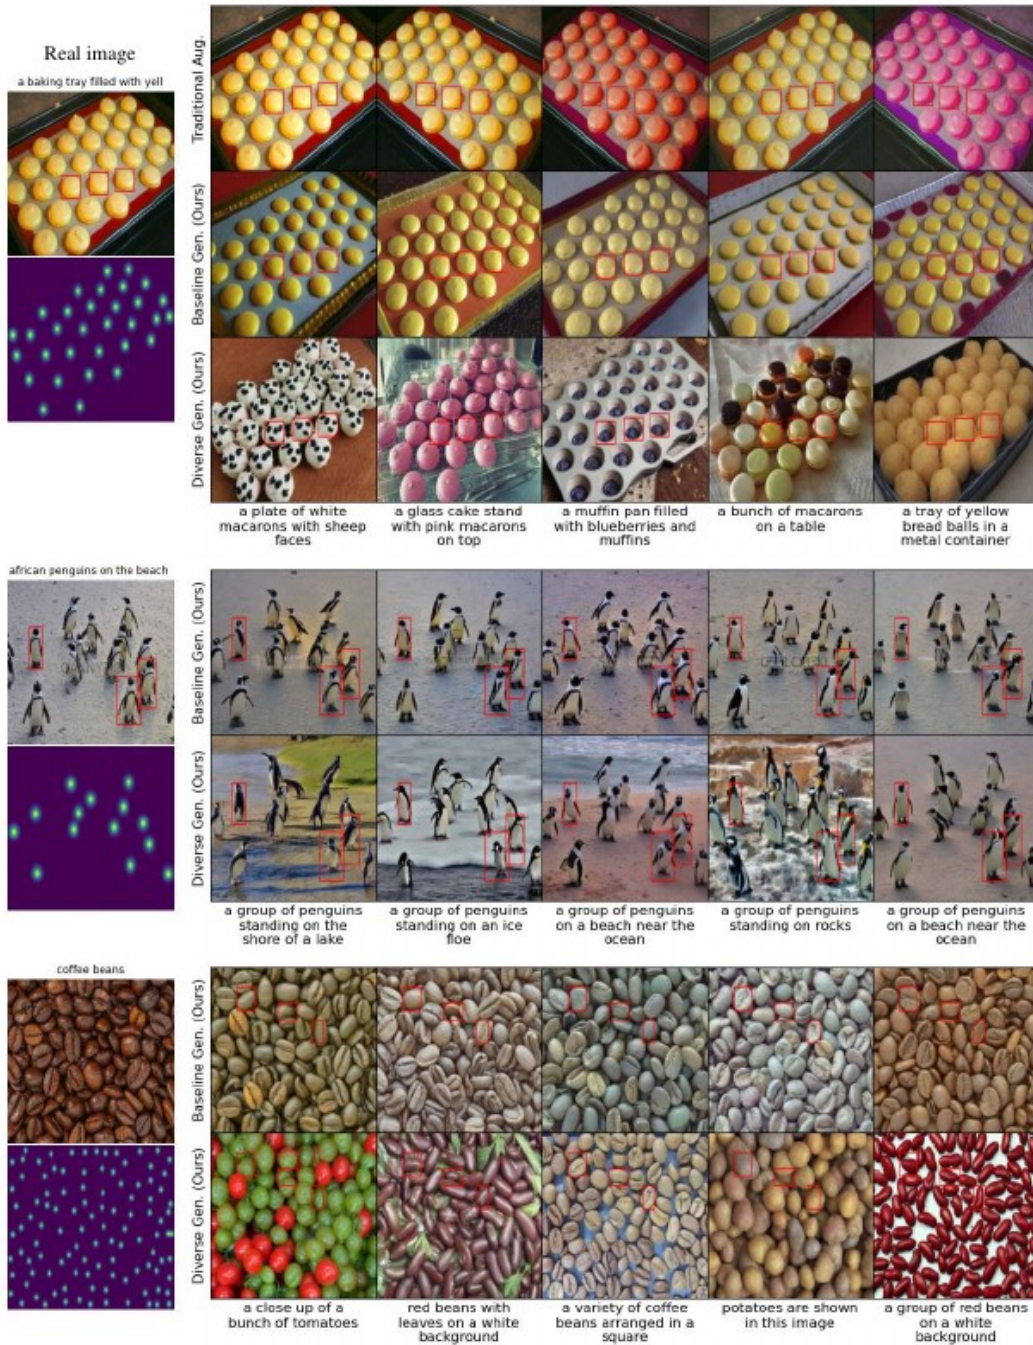 Real image
a baking tray filled with yell
Traditional Aug.
Baseline Gen. (Ours)
Diverse Gen. (Ours)
a plate of white
macarons with sheep
faces
a glass cake stand
with pink macarons
on top
a muffin pan filled
with blueberries and
muffins
a bunch of macarons
on a table
a tray of yellow
bread balls in a
metal container
african penguins on the beach
Baseline Gen. (Ours)
Diverse Gen. (Ours)
a group of penguins
standing on the
shore of a lake
a group of penguins
standing on an ice
floe
a group of penguins
on a beach near the
ocean
a group of penguins
standing on rocks
a group of penguins
on a beach near the
ocean
coffee beans
Baseline Gen. (Ours)
Diverse Gen. (Ours)
a close up of a
bunch of tomatoes
red beans with
leaves on a white
background
a variety of coffee
beans arranged in a
square
potatoes are shown
in this image
a group of red beans
on a white
background